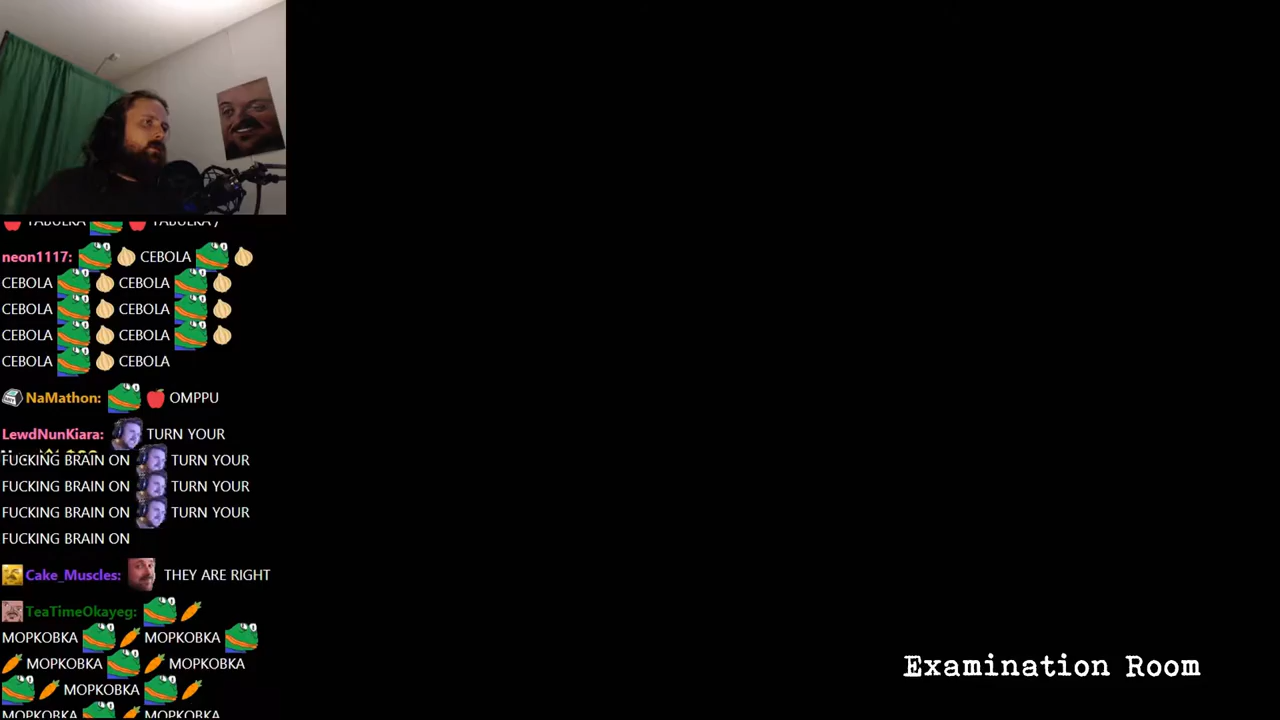 neon1117: CEBOLA
CEBOLA CEBOLA
CEBOLA CEBOLA
CEBOLA CEBOLA
CEBOLA CEBOLA
NaMathon: OMPPU
LewdNunKiara: TURN YOUR
FUCKING BRAIN ON TURN YOUR
FUCKING BRAIN ON TURN YOUR
FUCKING BRAIN ON TURN YOUR
FUCKING BRAIN ON
Cake_Muscles: THEY ARE RIGHT
TeaTimeOkayeg:
МОРКОВКА МОРКОВКА
МОРКОВКА МОРКОВКА
МОРКОВКА
МОРКОВКА МОРКОВКА
Examination Room